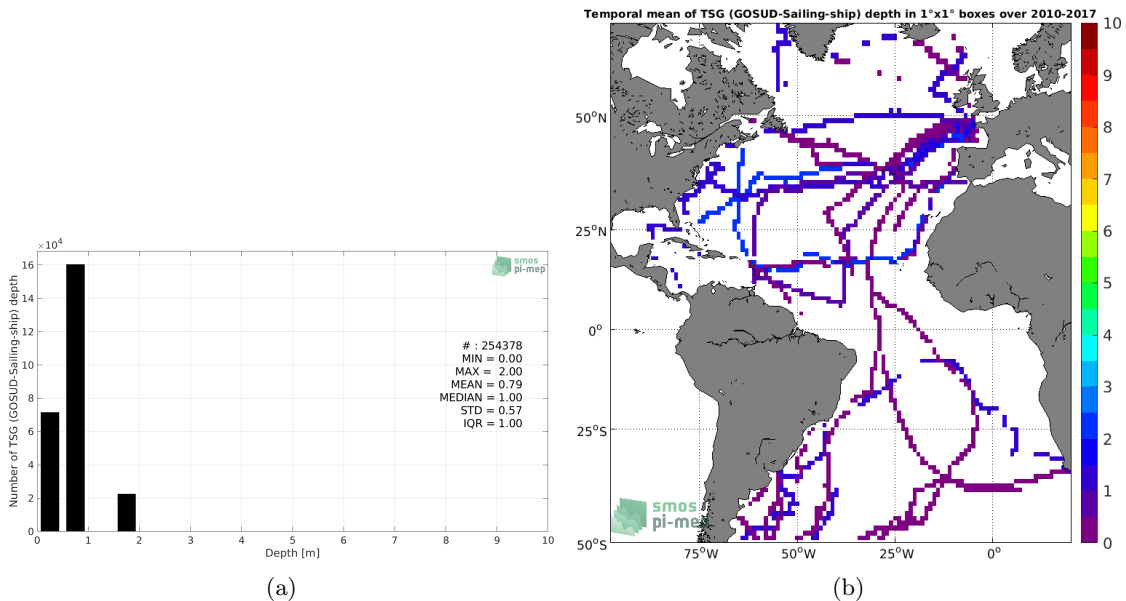 ×10⁴
16
14
12
10
8
6
4
2
0
Number of TSG (GOSUD-Sailing-ship) depth
smos
pi-mep
# : 254378
MIN = 0.00
MAX = 2.00
MEAN = 0.79
MEDIAN = 1.00
STD = 0.57
IQR = 1.00
0 1 2 3 4 5 6 7 8 9 10
Depth [m]
(a)
Temporal mean of TSG (GOSUD-Sailing-ship) depth in 1°x1° boxes over 2010-2017
50°N
25°N
0°
25°S
50°S
75°W 50°W 25°W 0°
smos
pi-mep
10
9
8
7
6
5
4
3
2
1
0
(b)